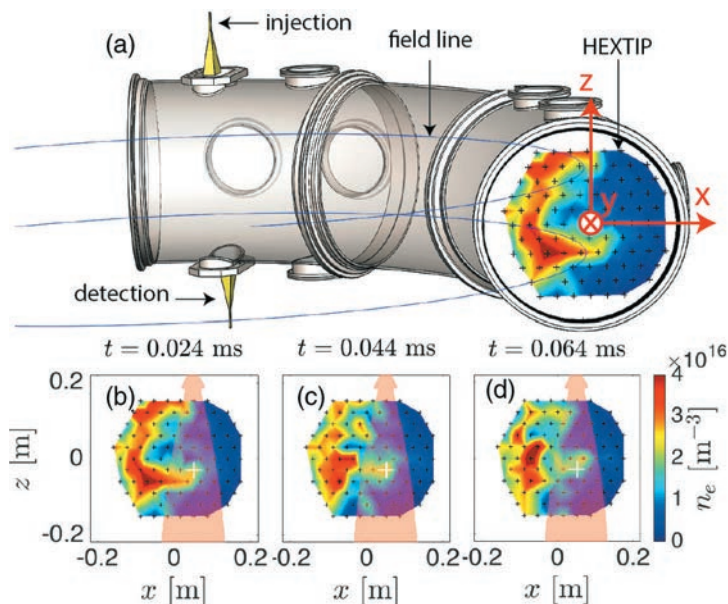 (a)
injection
field line
HEXTIP
z
x
y
detection
t = 0.024 ms
t = 0.044 ms
t = 0.064 ms
(b)
(c)
(d)
0.2
0
-0.2
z [m]
-0.2 0 0.2
-0.2 0 0.2
-0.2 0 0.2
x [m]
x [m]
x [m]
×10¹⁶
4
3
2
1
0
nₑ [m⁻³]